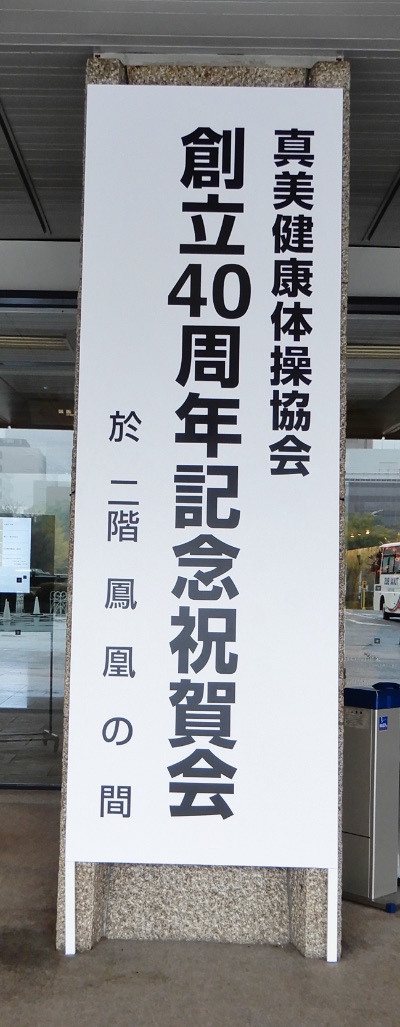 真美健康体操協会
創立40周年記念祝賀会
於 二階 鳳凰の間